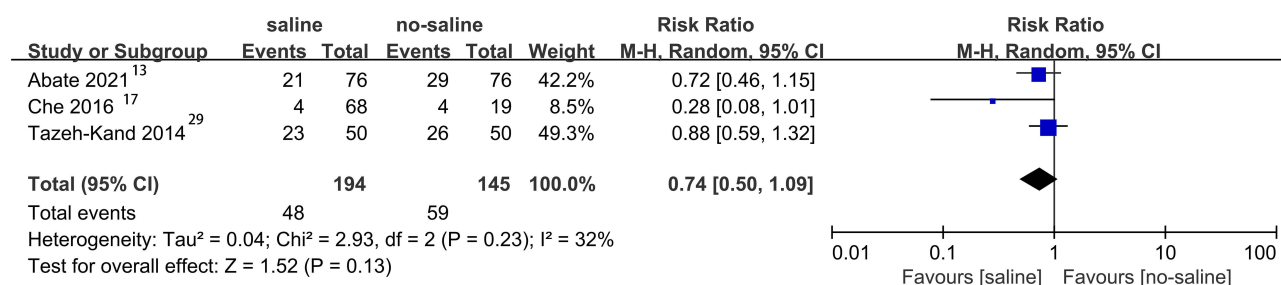 saline no-saline Risk Ratio Risk Ratio
Study or Subgroup Events Total Events Total Weight M-H, Random, 95% CI M-H, Random, 95% CI
Abate 2021 13 21 76 29 76 42.2% 0.72 [0.46, 1.15]
Che 2016 17 4 68 4 19 8.5% 0.28 [0.08, 1.01]
Tazeh-Kand 2014 29 23 50 26 50 49.3% 0.88 [0.59, 1.32]
Total (95% CI) 194 145 100.0% 0.74 [0.50, 1.09]
Total events 48 59
Heterogeneity: Tau² = 0.04; Chi² = 2.93, df = 2 (P = 0.23); I² = 32%
Test for overall effect: Z = 1.52 (P = 0.13)
0.01 0.1 1 10 100
Favours [saline] Favours [no-saline]